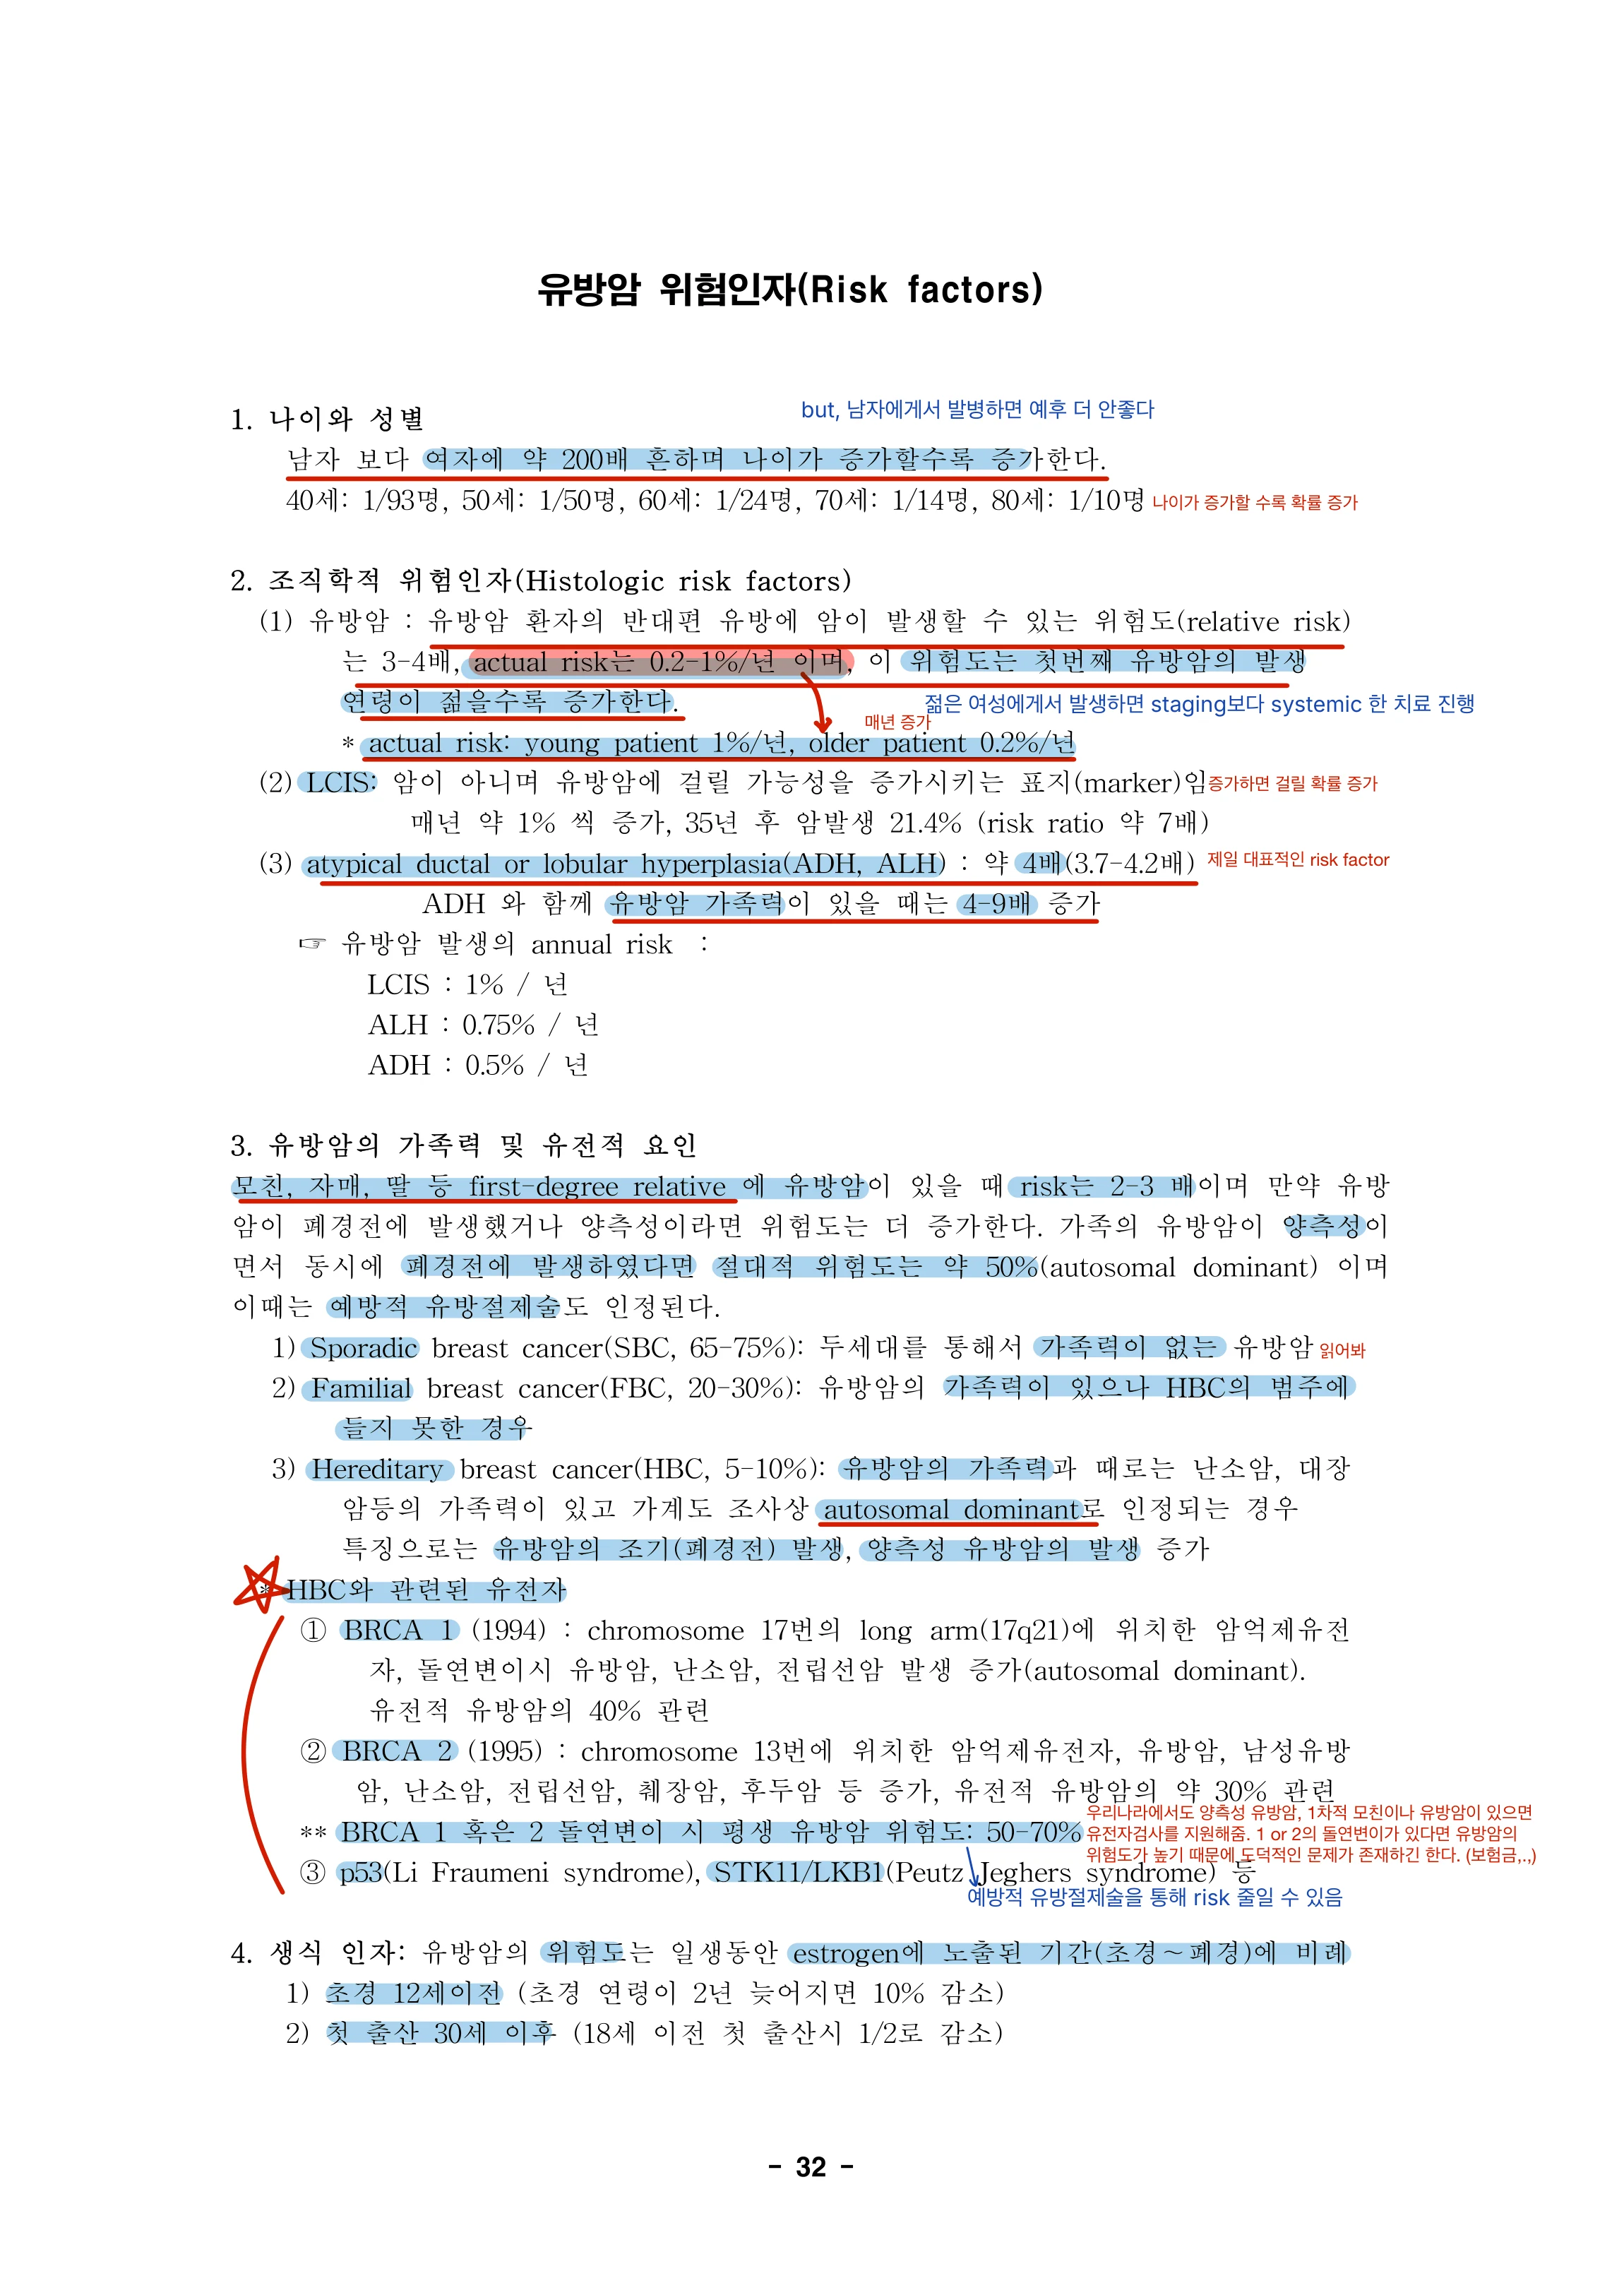 유방암 위험인자(Risk factors)
1. 나이와 성별
but, 남자에게서 발병하면 예후 더 안좋다
남자 보다 여자에 약 200배 흔하며 나이가 증가할수록 증가한다.
40세: 1/93명, 50세: 1/50명, 60세: 1/24명, 70세: 1/14명, 80세: 1/10명 나이가 증가할 수록 확률 증가
2. 조직학적 위험인자(Histologic risk factors)
(1) 유방암 : 유방암 환자의 반대편 유방에 암이 발생할 수 있는 위험도(relative risk)
는 3-4배, actual risk는 0.2-1%/년 이며, 이 위험도는 첫번째 유방암의 발생
연령이 젊을수록 증가한다.
젊은 여성에게서 발생하면 staging보다 systemic 한 치료 진행
매년 증가
* actual risk: young patient 1%/년, older patient 0.2%/년
(2) LCIS: 암이 아니며 유방암에 걸릴 가능성을 증가시키는 표지(marker)임 증가하면 걸릴 확률 증가
매년 약 1% 씩 증가, 35년 후 암발생 21.4% (risk ratio 약 7배)
(3) atypical ductal or lobular hyperplasia(ADH, ALH) : 약 4배(3.7-4.2배) 제일 대표적인 risk factor
ADH 와 함께 유방암 가족력이 있을 때는 4-9배 증가
☞ 유방암 발생의 annual risk :
LCIS : 1% / 년
ALH : 0.75% / 년
ADH : 0.5% / 년
3. 유방암의 가족력 및 유전적 요인
모친, 자매, 딸 등 first-degree relative 에 유방암이 있을 때 risk는 2-3 배이며 만약 유방
암이 폐경전에 발생했거나 양측성이라면 위험도는 더 증가한다. 가족의 유방암이 양측성이
면서 동시에 폐경전에 발생하였다면 절대적 위험도는 약 50%(autosomal dominant) 이며
이때는 예방적 유방절제술도 인정된다.
1) Sporadic breast cancer(SBC, 65-75%): 두세대를 통해서 가족력이 없는 유방암 읽어봐
2) Familial breast cancer(FBC, 20-30%): 유방암의 가족력이 있으나 HBC의 범주에
들지 못한 경우
3) Hereditary breast cancer(HBC, 5-10%): 유방암의 가족력과 때로는 난소암, 대장
암등의 가족력이 있고 가계도 조사상 autosomal dominant로 인정되는 경우
특징으로는 유방암의 조기(폐경전) 발생, 양측성 유방암의 발생 증가
* HBC와 관련된 유전자
① BRCA 1 (1994) : chromosome 17번의 long arm(17q21)에 위치한 암억제유전
자, 돌연변이시 유방암, 난소암, 전립선암 발생 증가(autosomal dominant).
유전적 유방암의 40% 관련
② BRCA 2 (1995) : chromosome 13번에 위치한 암억제유전자, 유방암, 남성유방
암, 난소암, 전립선암, 췌장암, 후두암 등 증가, 유전적 유방암의 약 30% 관련
** BRCA 1 혹은 2 돌연변이 시 평생 유방암 위험도: 50-70%
우리나라에서도 양측성 유방암, 1차적 모친이나 유방암이 있으면
유전자검사를 지원해줌. 1 or 2의 돌연변이가 있다면 유방암의
위험도가 높기 때문에 도덕적인 문제가 존재하긴 한다. (보험금,.,)
③ p53(Li Fraumeni syndrome), STK11/LKB1(Peutz Jeghers syndrome) 등
예방적 유방절제술을 통해 risk 줄일 수 있음
4. 생식 인자: 유방암의 위험도는 일생동안 estrogen에 노출된 기간(초경~폐경)에 비례
1) 초경 12세이전 (초경 연령이 2년 늦어지면 10% 감소)
2) 첫 출산 30세 이후 (18세 이전 첫 출산시 1/2로 감소)
- 32 -